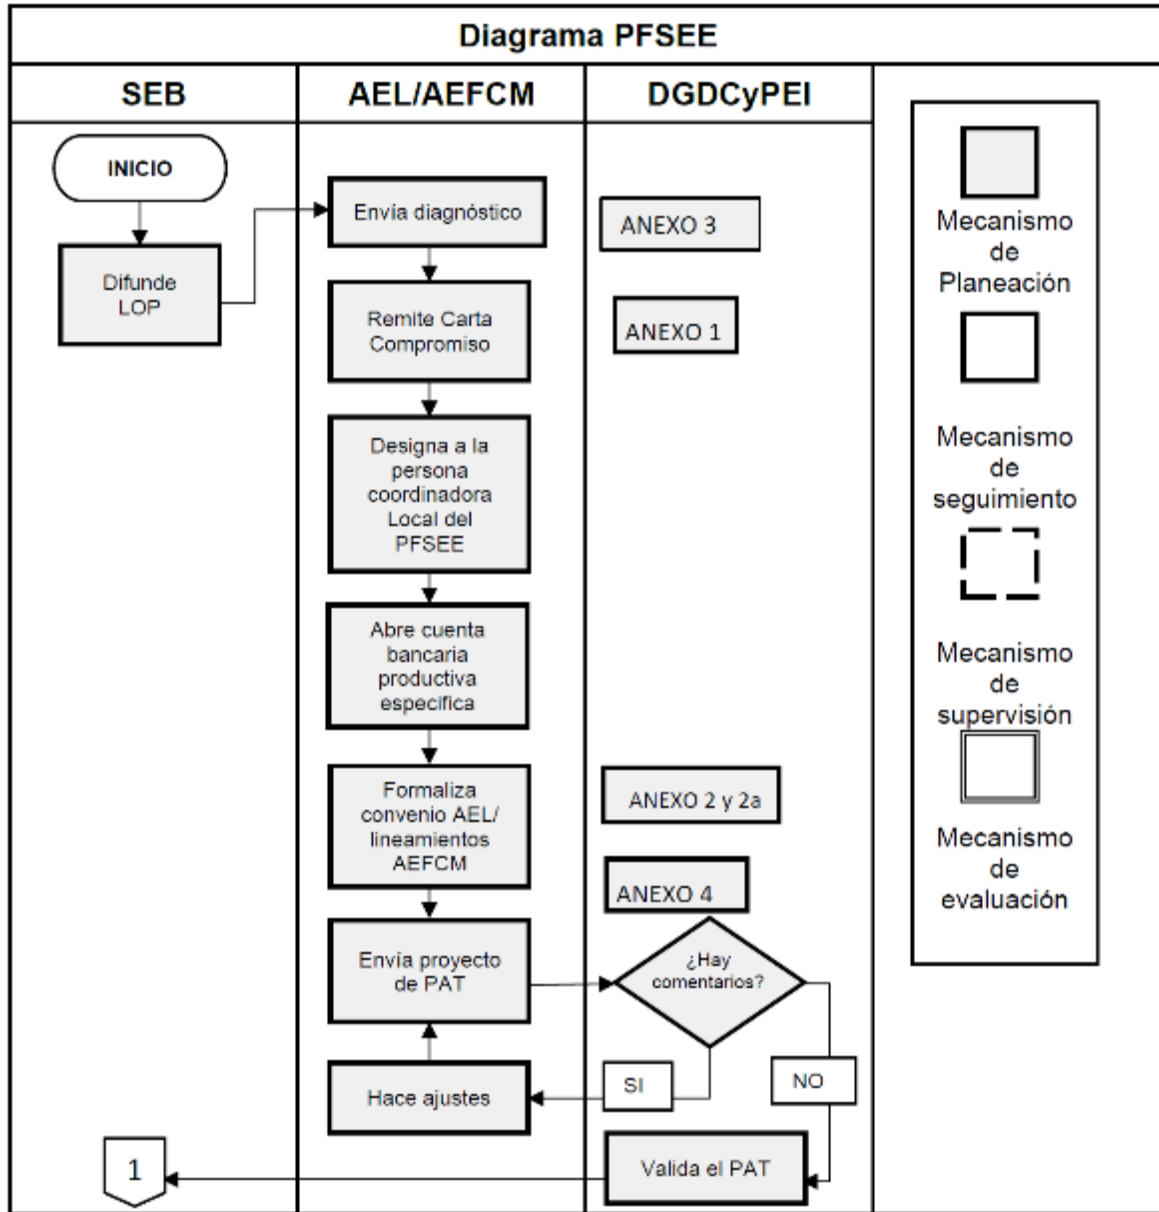 Diagrama PFSEE
SEB
AEL/AEFCM
DGDCyPEI
INICIO
Difunde
LOP
Envía diagnóstico
ANEXO 3
Remite Carta
Compromiso
ANEXO 1
Designa a la
persona
coordinadora
Local del
PFSEE
Abre cuenta
bancaria
productiva
específica
Formaliza
convenio AEL/
lineamientos
AEFCM
ANEXO 2 y 2a
ANEXO 4
Envía proyecto
de PAT
¿Hay
comentarios?
SI
NO
Hace ajustes
Valida el PAT
1
Mecanismo
de
Planeación
Mecanismo
de
seguimiento
Mecanismo
de
supervisión
Mecanismo
de
evaluación